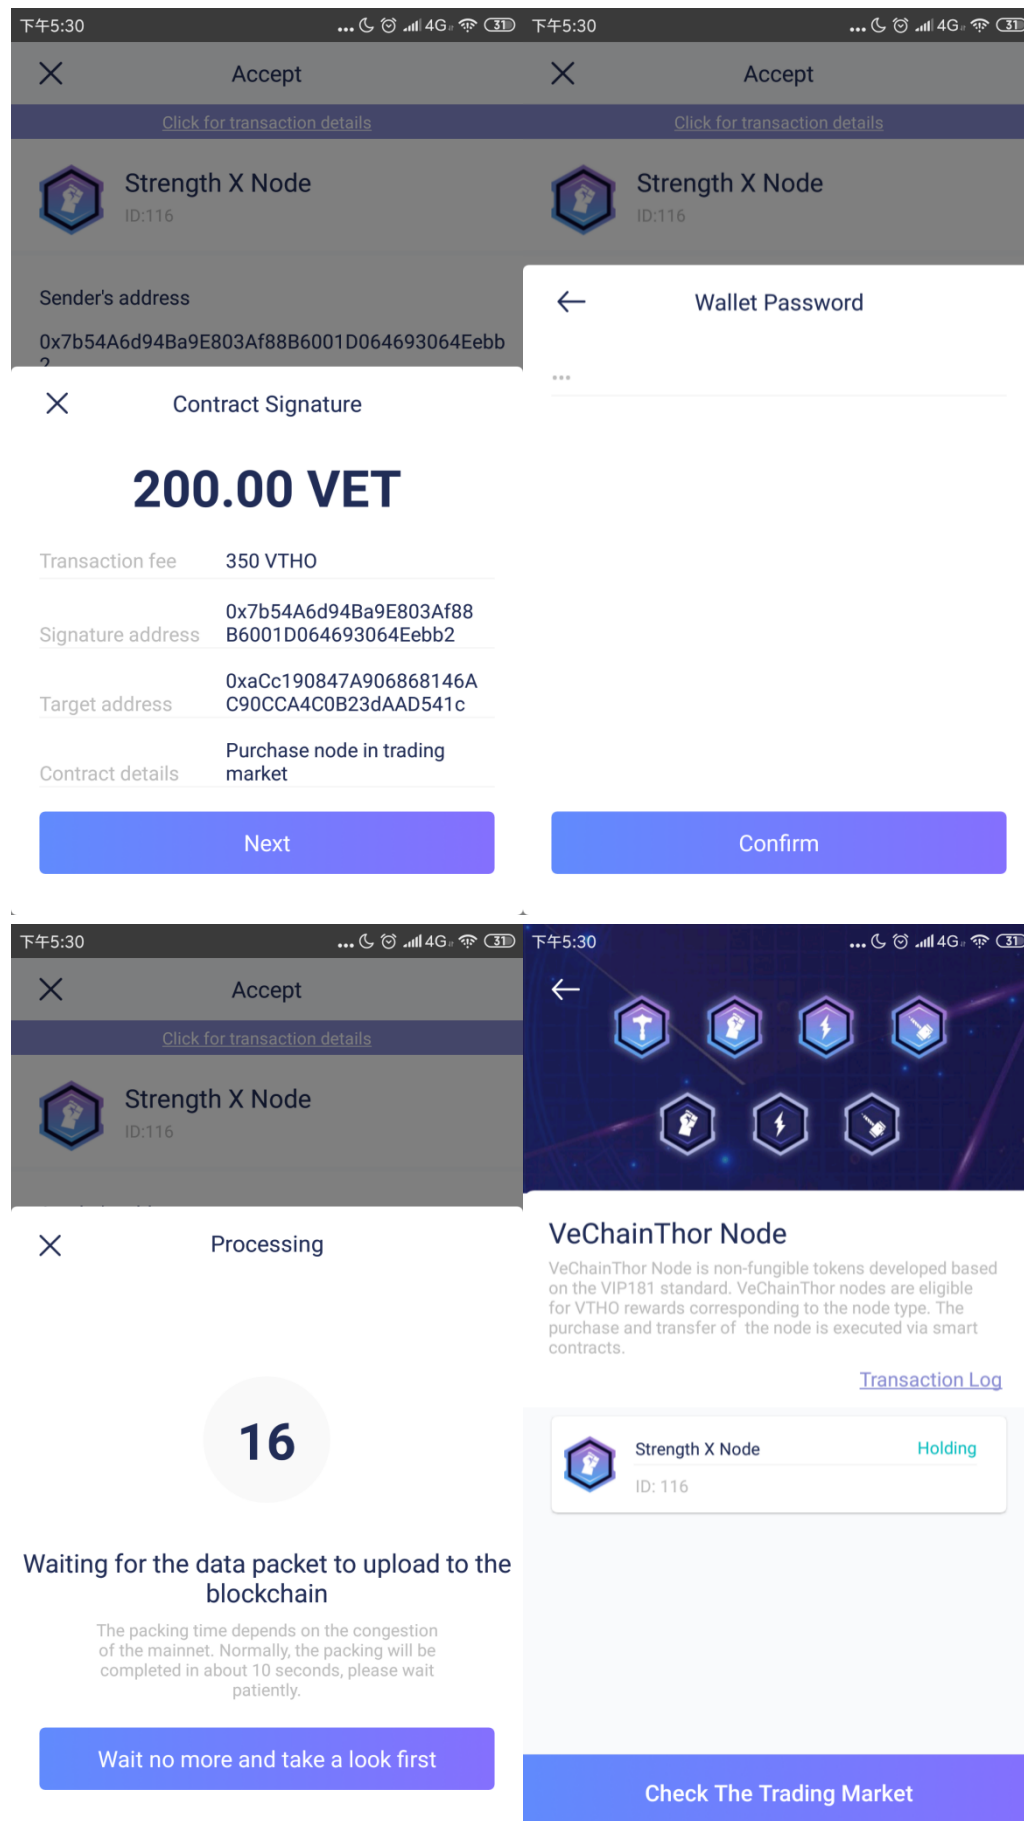 下午5:30
... 4G 31
Accept
Click for transaction details
Strength X Node
ID:116
Sender's address
0x7b54A6d94Ba9E803Af88B6001D064693064Eebb
2
Contract Signature
200.00 VET
Transaction fee 350 VTHO
Signature address 0x7b54A6d94Ba9E803Af88
B6001D064693064Eebb2
Target address 0xaCc190847A906868146A
C90CCA4C0B23dAAD541c
Contract details Purchase node in trading
market
Next
下午5:30
... 4G 31
Accept
Click for transaction details
Strength X Node
ID:116
Wallet Password
...
Confirm
下午5:30
... 4G 31
Accept
Click for transaction details
Strength X Node
ID:116
Processing
16
Waiting for the data packet to upload to the
blockchain
The packing time depends on the congestion
of the mainnet. Normally, the packing will be
completed in about 10 seconds, please wait
patiently.
Wait no more and take a look first
下午5:30
... 4G 31
VeChainThor Node
VeChainThor Node is non-fungible tokens developed based
on the VIP181 standard. VeChainThor nodes are eligible
for VTHO rewards corresponding to the node type. The
purchase and transfer of the node is executed via smart
contracts.
Transaction Log
Strength X Node Holding
ID: 116
Check The Trading Market